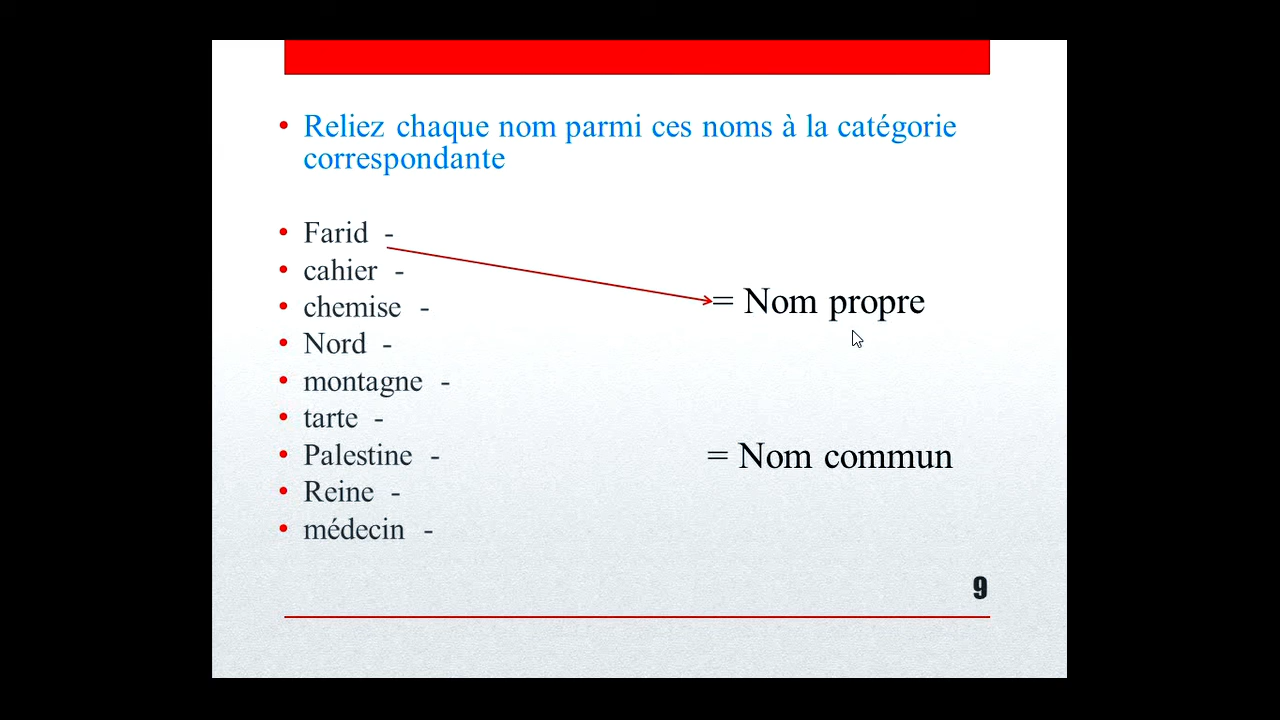 • Reliez chaque nom parmi ces noms à la catégorie
correspondante
• Farid -
• cahier -
• chemise -
= Nom propre
• Nord -
• montagne -
• tarte -
• Palestine -
= Nom commun
• Reine -
• médecin -
9